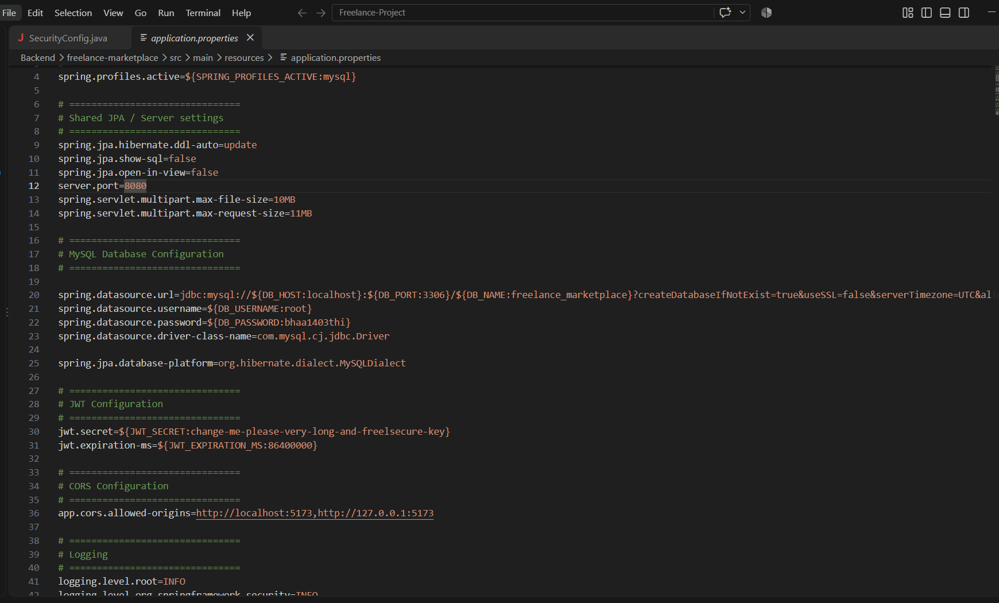 File Edit Selection View Go Run Terminal Help Freelance-Project
SecurityConfig.java application.properties
Backend > freelance-marketplace > src > main > resources > application.properties
4 spring.profiles.active=${SPRING_PROFILES_ACTIVE:mysql}
5
6 # ===============================
7 # Shared JPA / Server settings
8 # ===============================
9 spring.jpa.hibernate.ddl-auto=update
10 spring.jpa.show-sql=false
11 spring.jpa.open-in-view=false
12 server.port=8080
13 spring.servlet.multipart.max-file-size=10MB
14 spring.servlet.multipart.max-request-size=11MB
15
16 # ===============================
17 # MySQL Database Configuration
18 # ===============================
19
20 spring.datasource.url=jdbc:mysql://${DB_HOST:localhost}:${DB_PORT:3306}/${DB_NAME:freelance_marketplace}?createDatabaseIfNotExist=true&useSSL=false&serverTimezone=UTC&al
21 spring.datasource.username=${DB_USERNAME:root}
22 spring.datasource.password=${DB_PASSWORD:bhaa1403thi}
23 spring.datasource.driver-class-name=com.mysql.cj.jdbc.Driver
24
25 spring.jpa.database-platform=org.hibernate.dialect.MySQLDialect
26
27 # ===============================
28 # JWT Configuration
29 # ===============================
30 jwt.secret=${JWT_SECRET:change-me-please-very-long-and-freelsecure-key}
31 jwt.expiration-ms=${JWT_EXPIRATION_MS:86400000}
32
33 # ===============================
34 # CORS Configuration
35 # ===============================
36 app.cors.allowed-origins=http://localhost:5173,http://127.0.0.1:5173
37
38 # ===============================
39 # Logging
40 # ===============================
41 logging.level.root=INFO
42 logging.level.org.springframework.security=INFO